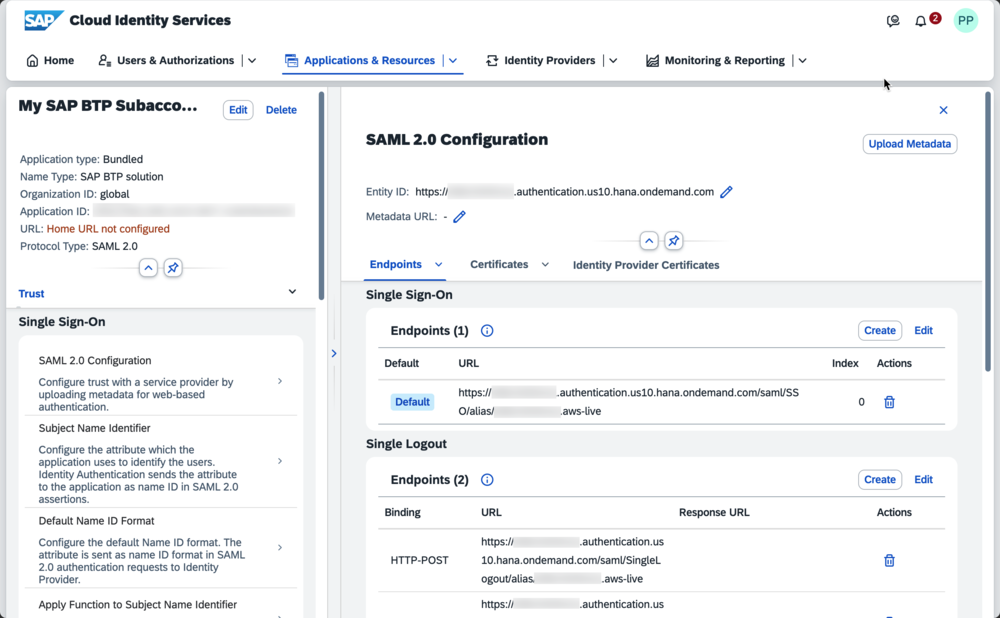 SAP Cloud Identity Services
2
PP
Home
Users & Authorizations
Applications & Resources
Identity Providers
Monitoring & Reporting
My SAP BTP Subacco...
Edit
Delete
Application type: Bundled
Name Type: SAP BTP solution
Organization ID: global
Application ID:
URL: Home URL not configured
Protocol Type: SAML 2.0
Trust
Single Sign-On
SAML 2.0 Configuration
Configure trust with a service provider by
uploading metadata for web-based
authentication.
Subject Name Identifier
Configure the attribute which the
application uses to identify the users.
Identity Authentication sends the attribute
to the application as name ID in SAML 2.0
assertions.
Default Name ID Format
Configure the default Name ID format. The
attribute is sent as name ID format in SAML
2.0 authentication requests to Identity
Provider.
Apply Function to Subject Name Identifier
SAML 2.0 Configuration
Upload Metadata
Entity ID: https://.authentication.us10.hana.ondemand.com
Metadata URL: -
Endpoints
Certificates
Identity Provider Certificates
Single Sign-On
Endpoints (1)
Create
Edit
Default URL Index Actions
Default
https://.authentication.us10.hana.ondemand.com/saml/SS
O/alias/.aws-live
0
Single Logout
Endpoints (2)
Create
Edit
Binding URL Response URL Actions
HTTP-POST
https://.authentication.us
10.hana.ondemand.com/saml/SingleL
ogout/alias/.aws-live
https://.authentication.us